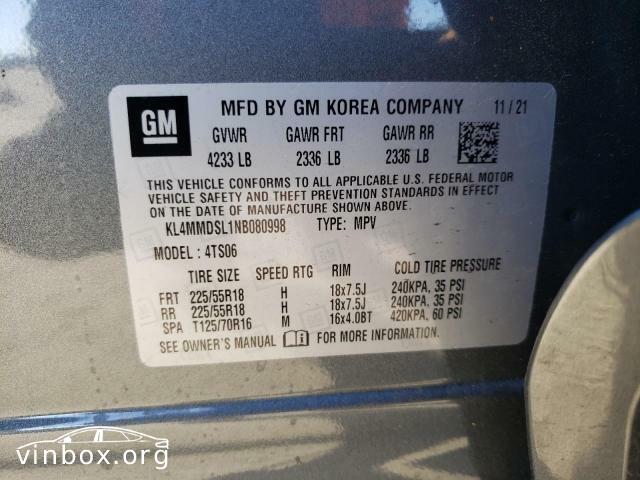 GM MFD BY GM KOREA COMPANY 11 / 21
GVWR GAWR FRT GAWR RR
4233 LB 2336 LB 2336 LB
THIS VEHICLE CONFORMS TO ALL APPLICABLE U.S. FEDERAL MOTOR
VEHICLE SAFETY AND THEFT PREVENTION STANDARDS IN EFFECT
ON THE DATE OF MANUFACTURE SHOWN ABOVE.
KL4MMDSL1NB080998 TYPE: MPV
MODEL : 4TS06
TIRE SIZE SPEED RTG RIM COLD TIRE PRESSURE
FRT 225/55R18 H 18x7.5J 240KPA, 35 PSI
RR 225/55R18 H 18x7.5J 240KPA, 35 PSI
SPA T125/70R16 M 16x4.0BT 420KPA, 60 PSI
SEE OWNER'S MANUAL FOR MORE INFORMATION.
vinbox.org